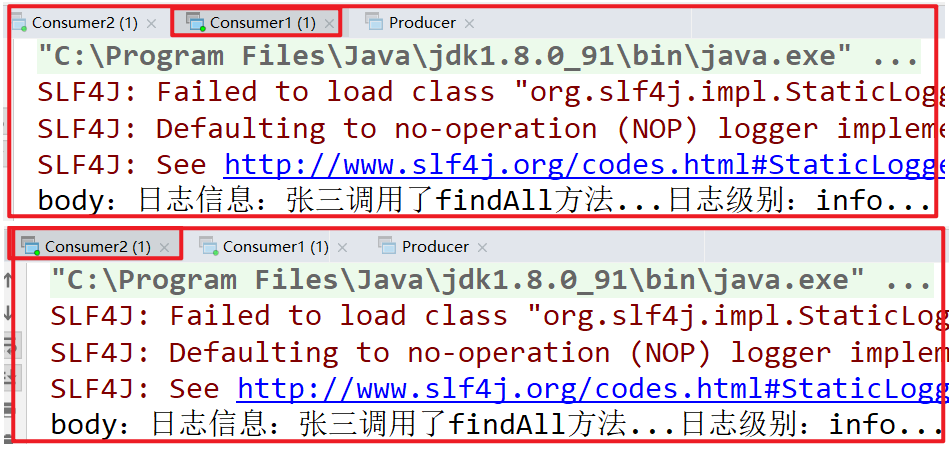 Consumer2 (1) × Consumer1 (1) × Producer ×
"C:\Program Files\Java\jdk1.8.0_91\bin\java.exe" ...
SLF4J: Failed to load class "org.slf4j.impl.StaticLogg
SLF4J: Defaulting to no-operation (NOP) logger impleme
SLF4J: See http://www.slf4j.org/codes.html#StaticLogge
body：日志信息：张三调用了findAll方法...日志级别：info...
Consumer2 (1) × Consumer1 (1) × Producer ×
"C:\Program Files\Java\jdk1.8.0_91\bin\java.exe" ...
SLF4J: Failed to load class "org.slf4j.impl.StaticLog
SLF4J: Defaulting to no-operation (NOP) logger implem
SLF4J: See http://www.slf4j.org/codes.html#StaticLogg
body：日志信息：张三调用了findAll方法...日志级别：info...